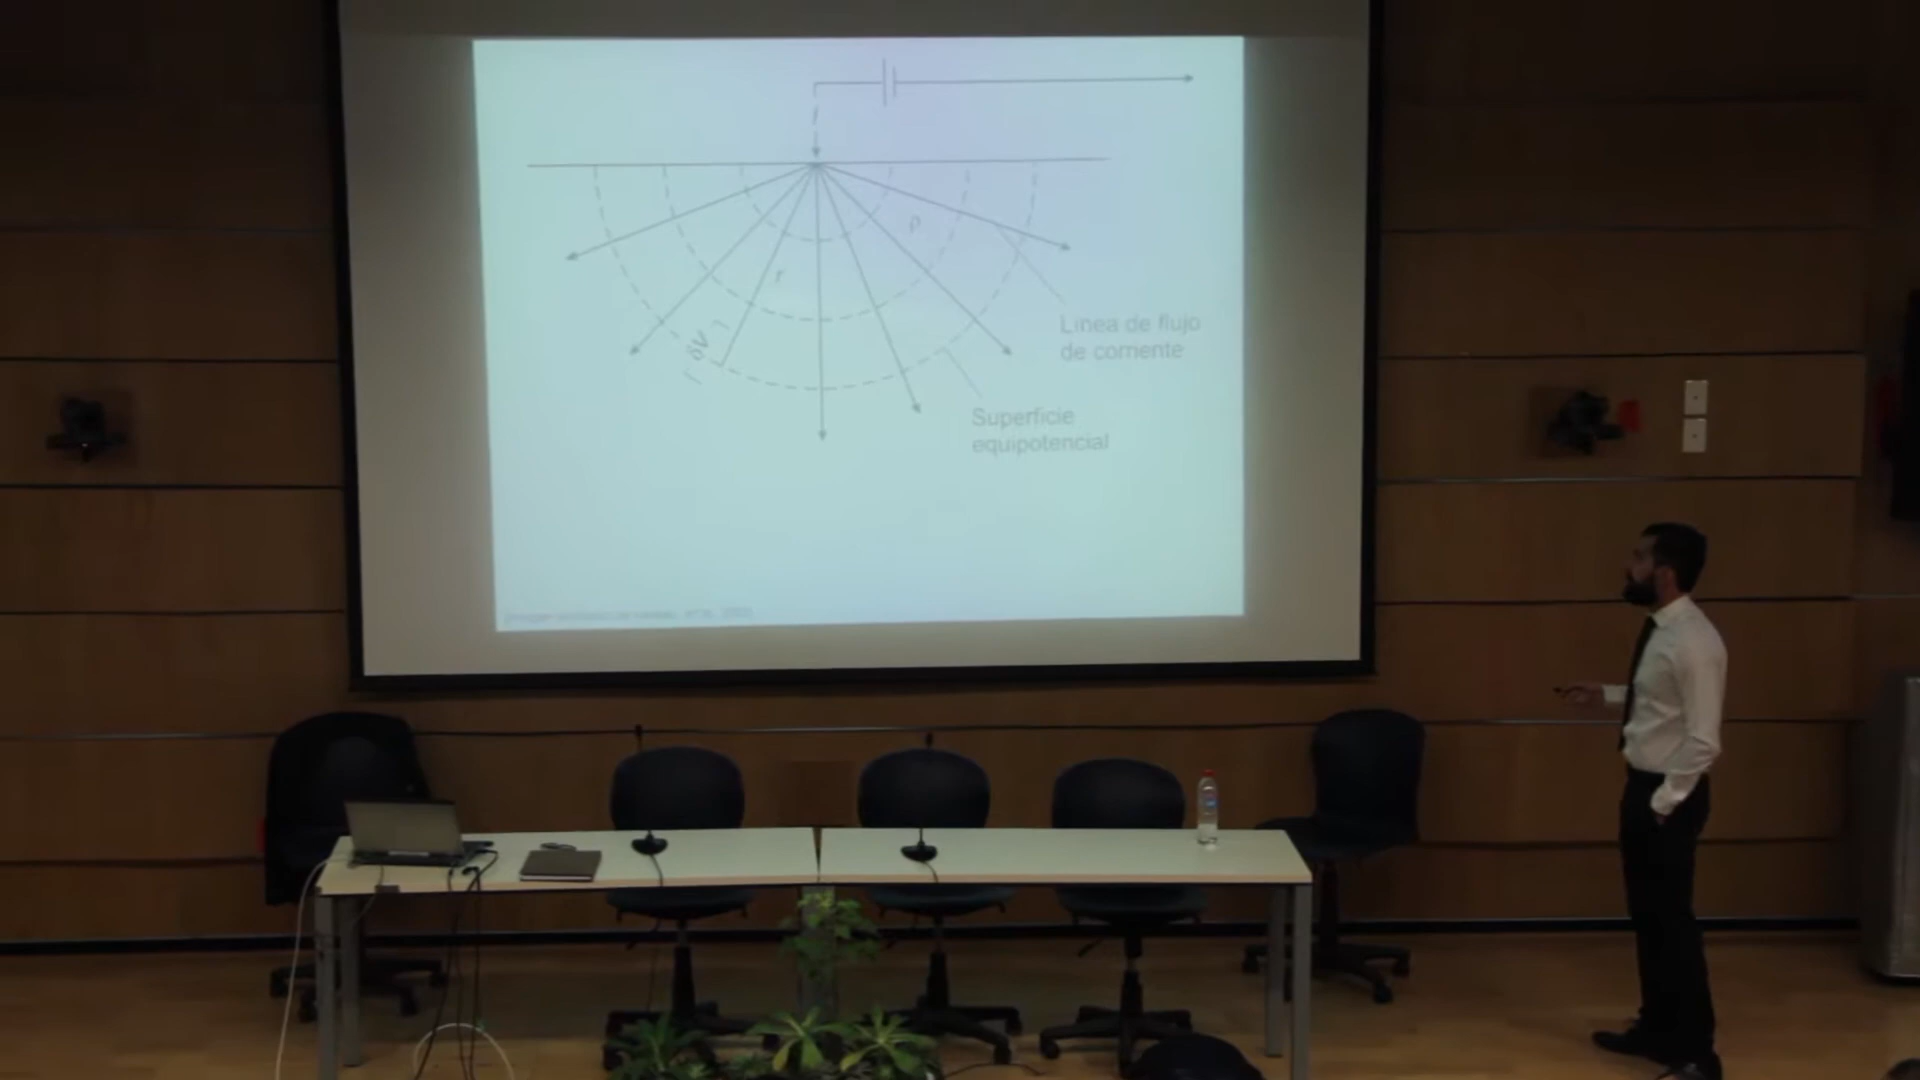 I
ρ
r
δV
Línea de flujo
de corriente
Superficie
equipotencial